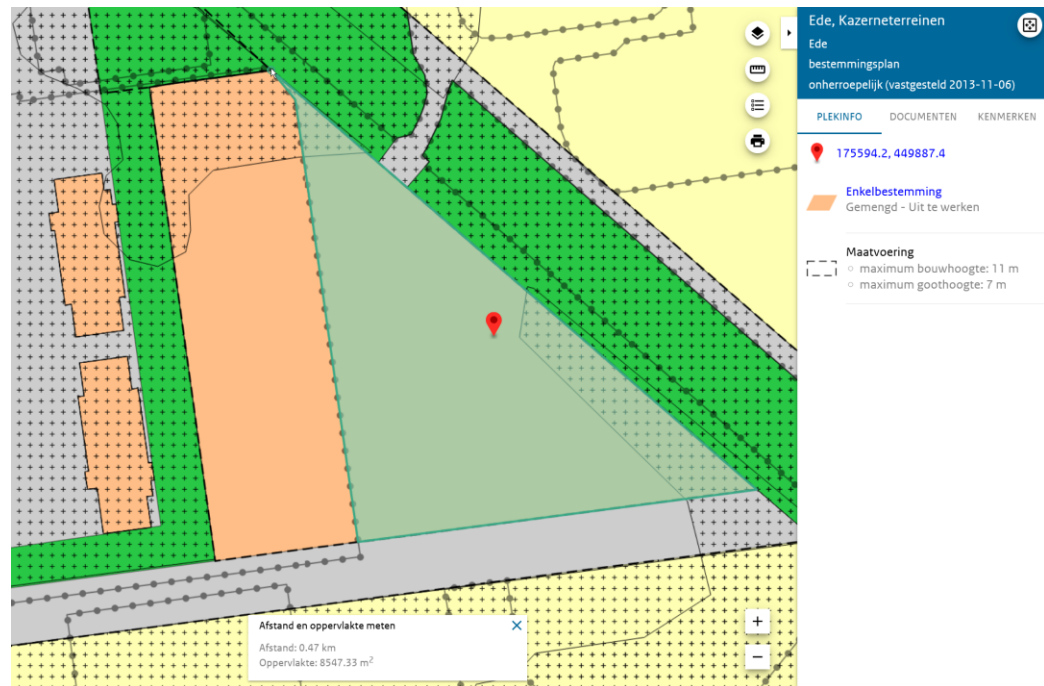 Ede, Kazerneterreinen
Ede
bestemmingsplan
onherroepelijk (vastgesteld 2013-11-06)
PLEKINFO DOCUMENTEN KENMERKEN
175594.2, 449887.4
Enkelbestemming
Gemengd - Uit te werken
Maatvoering
maximum bouwhoogte: 11 m
maximum goothoogte: 7 m
+
−
Afstand en oppervlakte meten
Afstand: 0.47 km
Oppervlakte: 8547.33 m²